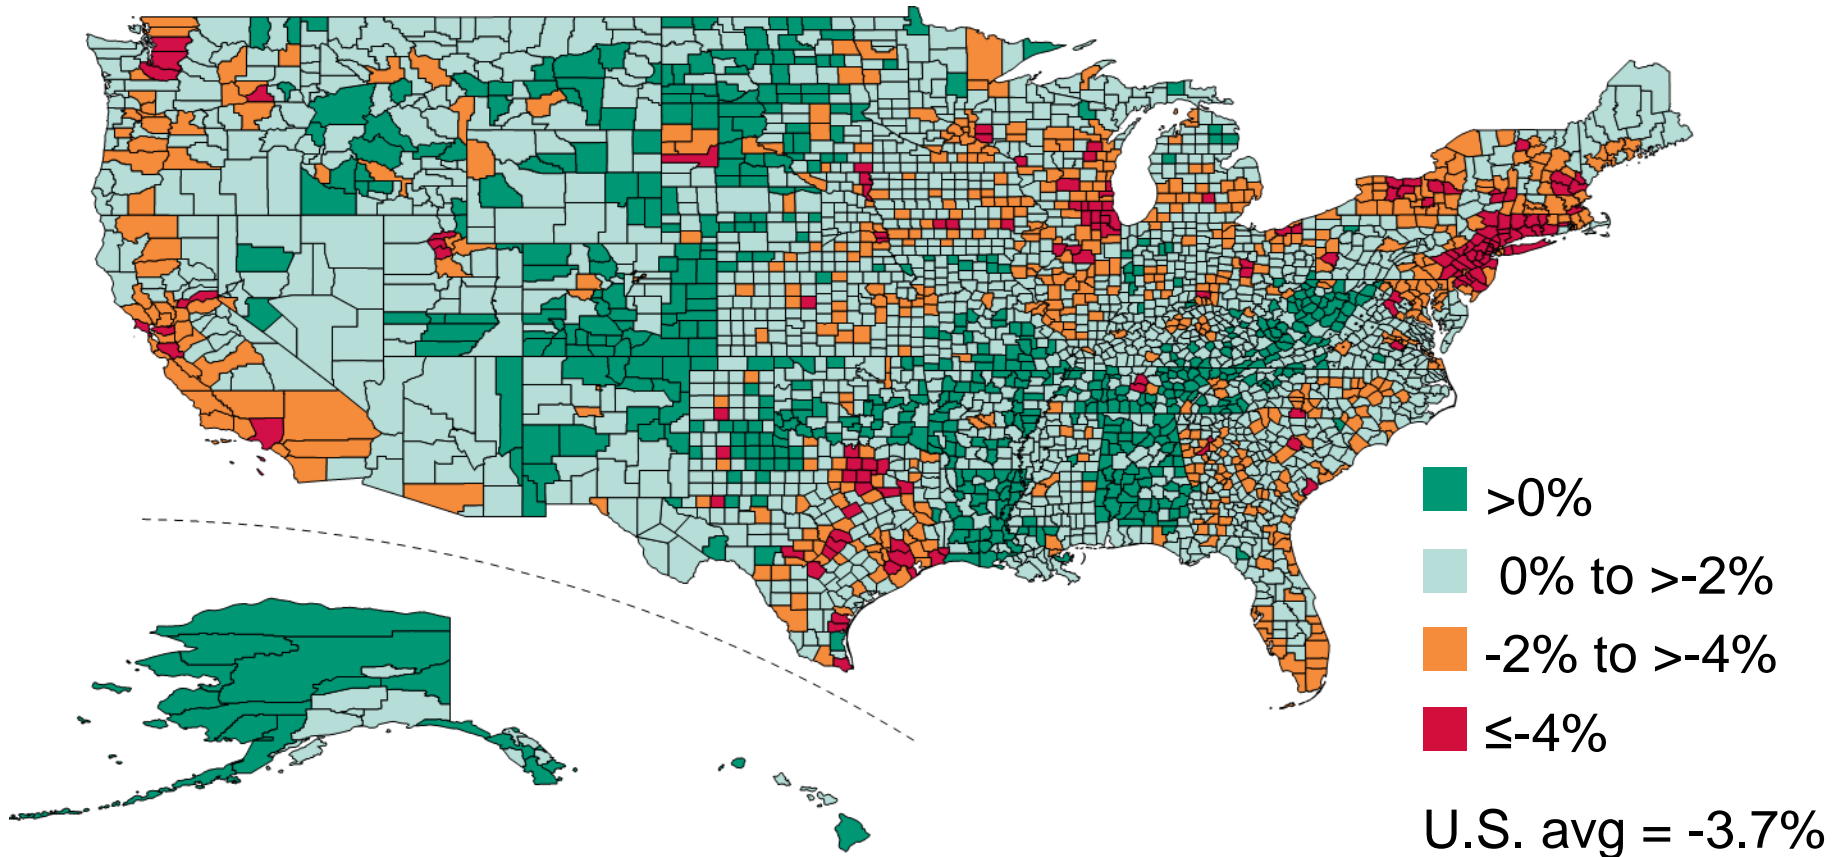 >0%
0% to >-2%
-2% to >-4%
≤-4%
U.S. avg = -3.7%